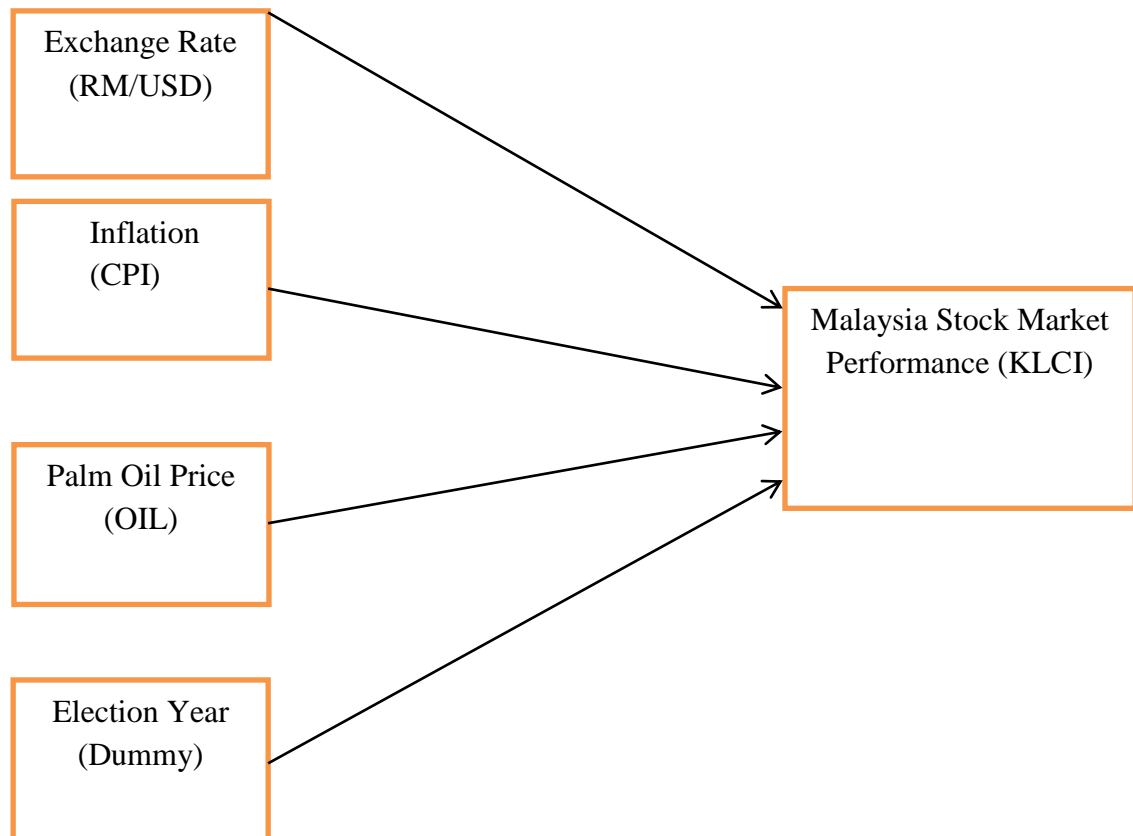 Exchange Rate
(RM/USD)
Inflation
(CPI)
Malaysia Stock Market
Performance (KLCI)
Palm Oil Price
(OIL)
Election Year
(Dummy)